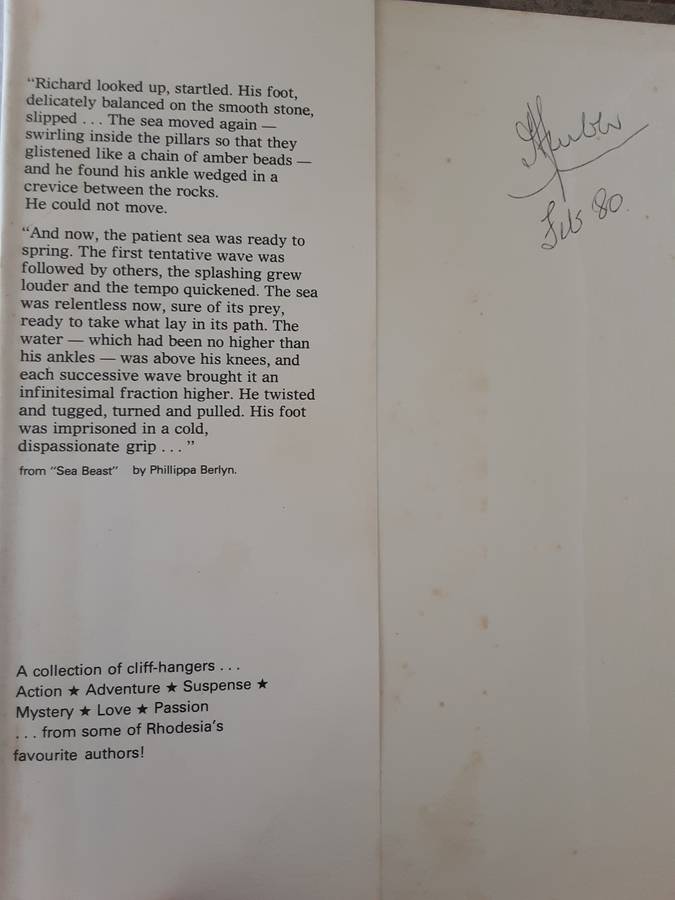 “Richard looked up, startled. His foot,
delicately balanced on the smooth stone,
slipped . . . The sea moved again —
swirling inside the pillars so that they
glistened like a chain of amber beads —
and he found his ankle wedged in a
crevice between the rocks.
He could not move.
“And now, the patient sea was ready to
spring. The first tentative wave was
followed by others, the splashing grew
louder and the tempo quickened. The sea
was relentless now, sure of its prey,
ready to take what lay in its path. The
water — which had been no higher than
his ankles — was above his knees, and
each successive wave brought it an
infinitesimal fraction higher. He twisted
and tugged, turned and pulled. His foot
was imprisoned in a cold,
dispassionate grip . . . ”
from “Sea Beast” by Phillippa Berlyn.
A collection of cliff-hangers . . .
Action ★ Adventure ★ Suspense ★
Mystery ★ Love ★ Passion
. . . from some of Rhodesia’s
favourite authors!
Feb 80.